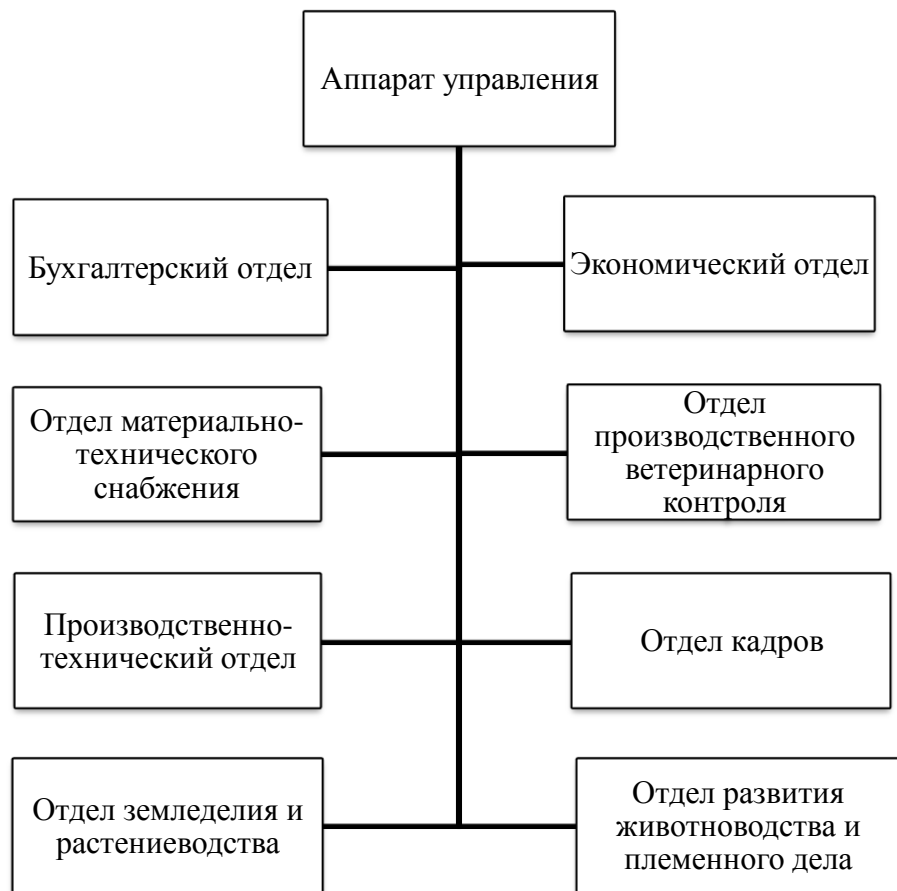 Аппарат управления
Бухгалтерский отдел
Экономический отдел
Отдел материально-
технического
снабжения
Отдел
производственного
ветеринарного
контроля
Производственно-
технический отдел
Отдел кадров
Отдел земледелия и
растениеводства
Отдел развития
животноводства и
племенного дела